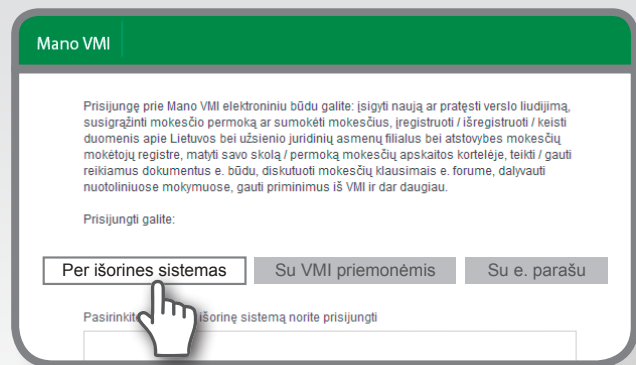 Mano VMI
Prisijungę prie Mano VMI elektroniniu būdu galite: įsigyti naują ar pratęsti verslo liudijimą,
susigrąžinti mokesčio permoką ar sumokėti mokesčius, įregistruoti / išregistruoti / keisti
duomenis apie Lietuvos bei užsienio juridinių asmenų filialus bei atstovybes mokesčių
mokėtojų registre, matyti savo skolą / permoką mokesčių apskaitos kortelėje, teikti / gauti
reikiamus dokumentus e. būdu, diskutuoti mokesčių klausimais e. forume, dalyvauti
nuotoliniuose mokymuose, gauti priminimus iš VMI ir dar daugiau.
Prisijungti galite:
Per išorines sistemas Su VMI priemonėmis Su e. parašu
išorinę sistemą norite prisijungti